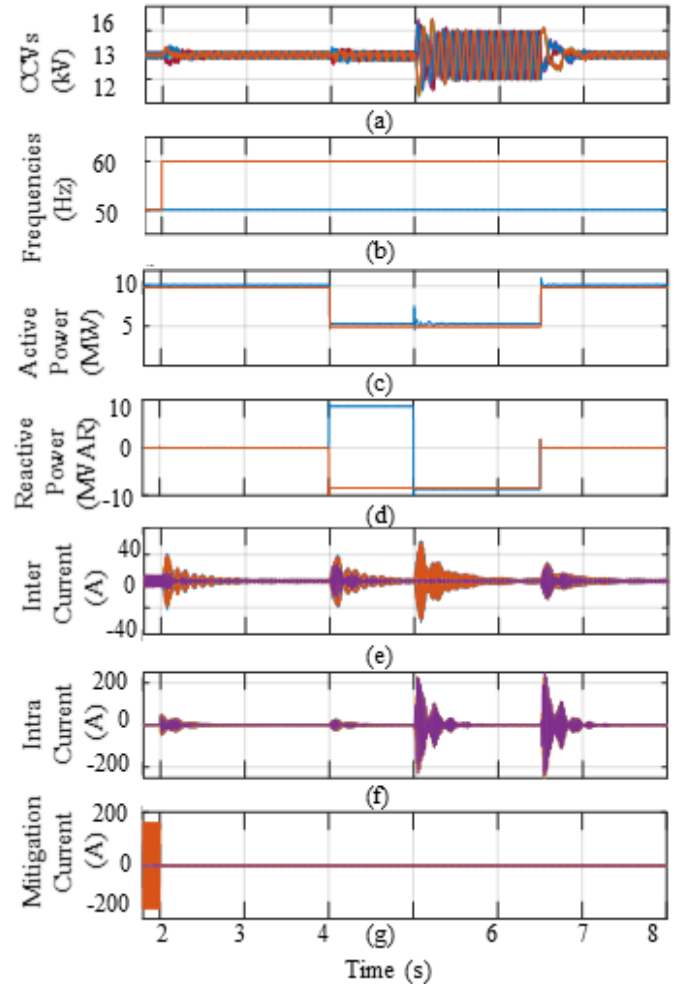 CCVs
(kV)
16
13
12
(a)
Frequencies
(Hz)
60
50
(b)
Active
Power
(MW)
10
5
(c)
Reactive
Power
(MVAR)
10
0
-10
(d)
Inter
Current
(A)
40
0
-40
(e)
Intra
Current
(A)
200
0
-200
(f)
Mitigation
Current
(A)
200
0
-200
2 3 4 (g) 6 7 8
Time (s)